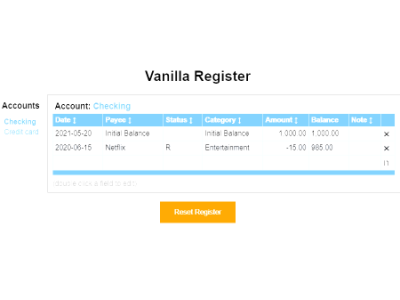 Vanilla Register
Accounts
Checking
Credit card
Account: Checking
Date ↕ Payee ↕ Status ↕ Category ↕ Amount ↕ Balance Note ↕
2021-05-20 Initial Balance Initial Balance 1,000.00 1,000.00 ×
2020-06-15 Netflix R Entertainment -15.00 985.00 ×
double click a field to edit
Reset Register